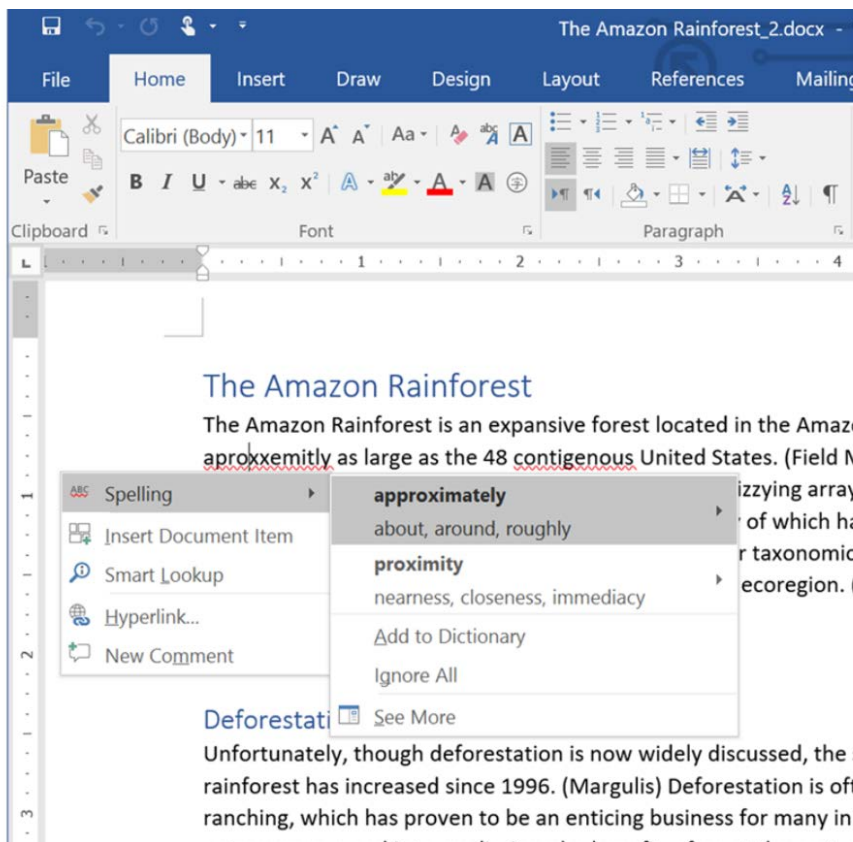 The Amazon Rainforest_2.docx -
File Home Insert Draw Design Layout References Mailing
Calibri (Body) 11 A A Aa abc A
Paste
B I U abc X₂ X² A aby A A 字
Clipboard Font Paragraph
1 2 3 4
The Amazon Rainforest
The Amazon Rainforest is an expansive forest located in the Amaz
aproxxemitly as large as the 48 contigenous United States. (Field
ABC Spelling
approximately
about, around, roughly
izzying array
Insert Document Item
of which ha
Smart Lookup
proximity
nearness, closeness, immediacy
r taxonomic
ecoregion.
Hyperlink...
Add to Dictionary
New Comment
Ignore All
See More
Deforestati
Unfortunately, though deforestation is now widely discussed, the
rainforest has increased since 1996. (Margulis) Deforestation is oft
ranching, which has proven to be an enticing business for many in